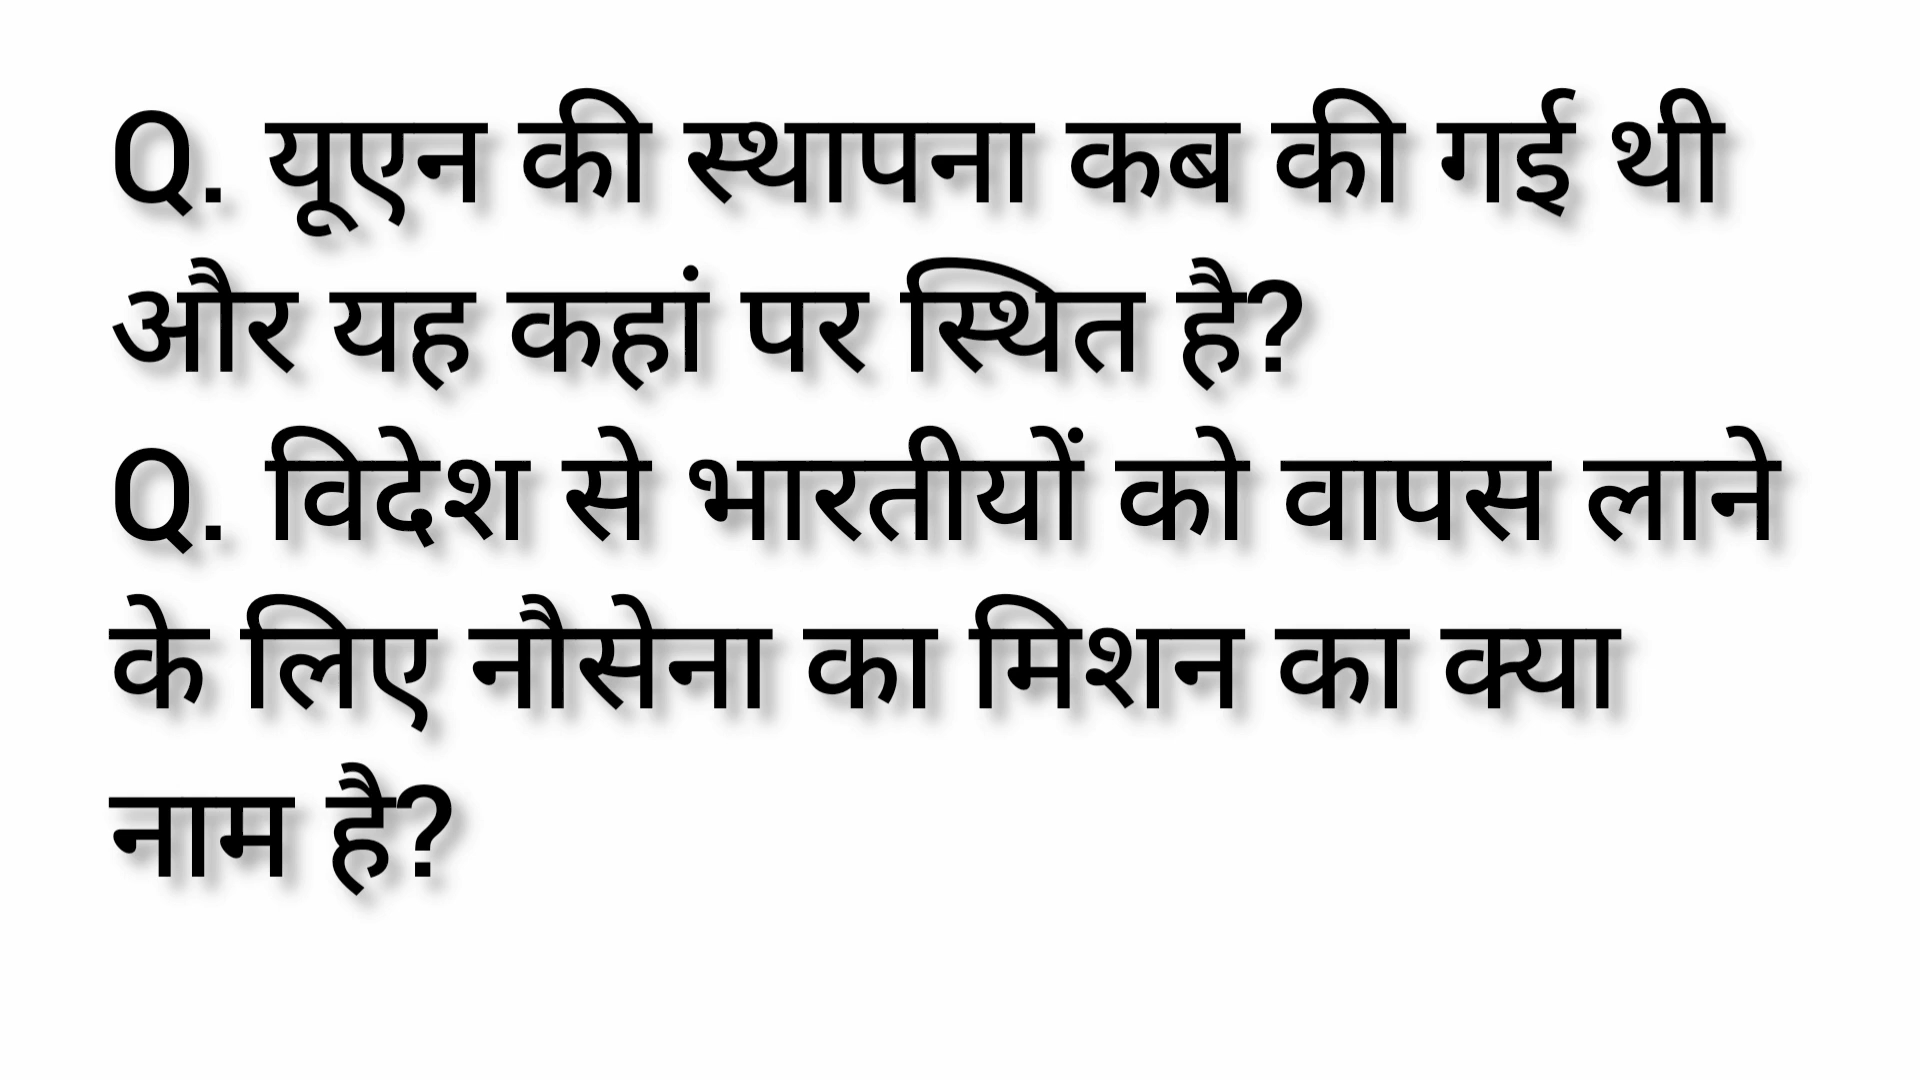 Q. यूएन की स्थापना कब की गई थी
और यह कहां पर स्थित है?
Q. विदेश से भारतीयों को वापस लाने
के लिए नौसेना का मिशन का क्या
नाम है?